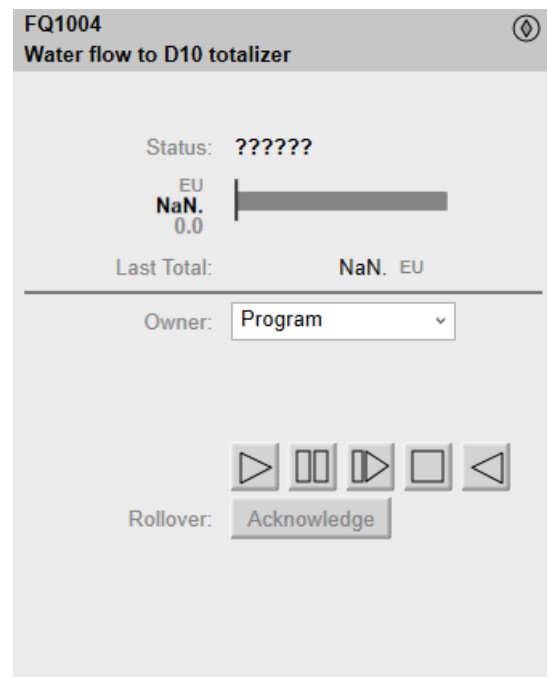 FQ1004
Water flow to D10 totalizer
Status: ??????
EU
NaN.
0.0
Last Total: NaN. EU
Owner: Program
Rollover: Acknowledge